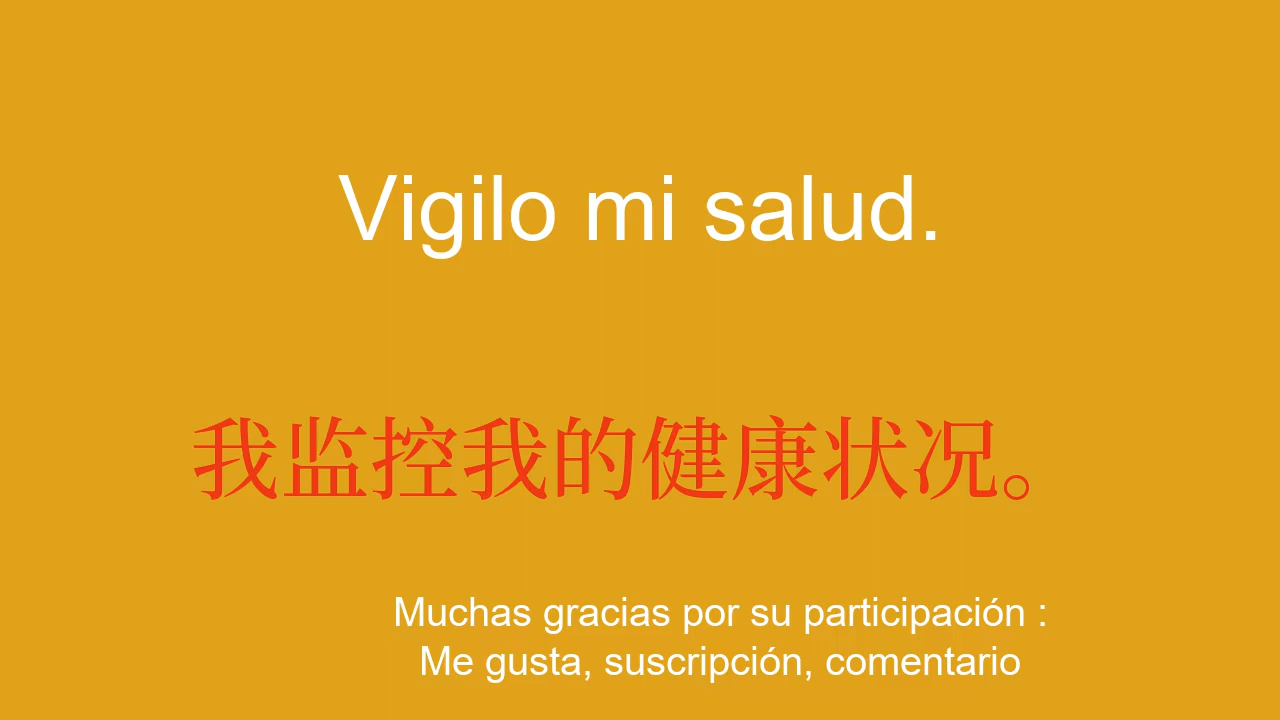 Vigilo mi salud.
我监控我的健康状况。
Muchas gracias por su participación :
Me gusta, suscripción, comentario